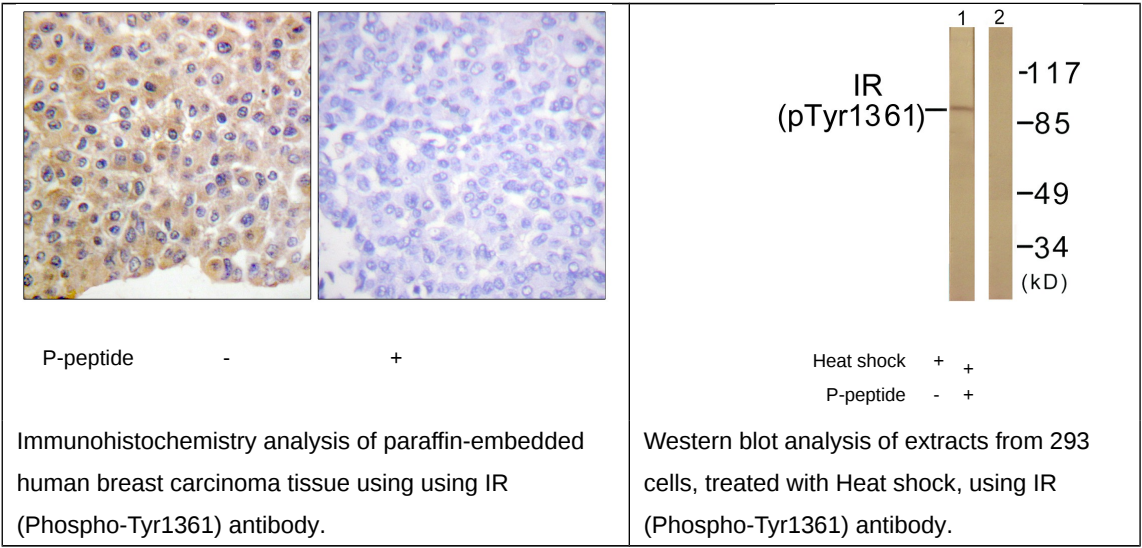 P-peptide - +
Immunohistochemistry analysis of paraffin-embedded
human breast carcinoma tissue using using IR
(Phospho-Tyr1361) antibody.
1 2
IR
(pTyr1361)
-117
-85
-49
-34
(kD)
Heat shock + +
P-peptide - +
Western blot analysis of extracts from 293
cells, treated with Heat shock, using IR
(Phospho-Tyr1361) antibody.